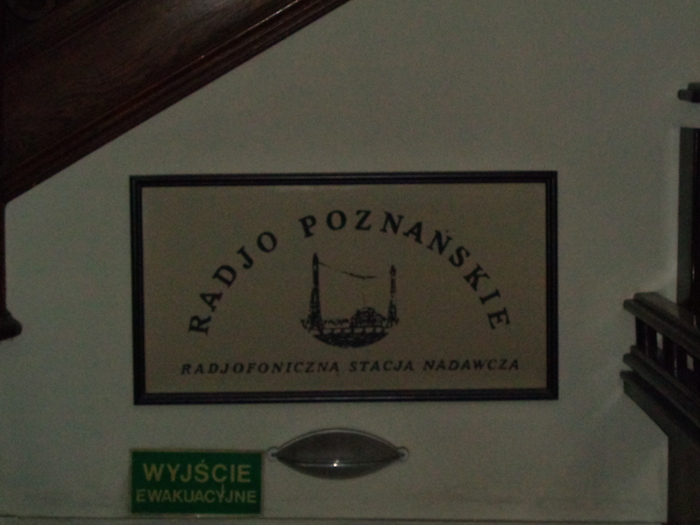 RADJO POZNAŃSKIE
RADJOFONICZNA STACJA NADAWCZA
WYJŚCIE
EWAKUACYJNE